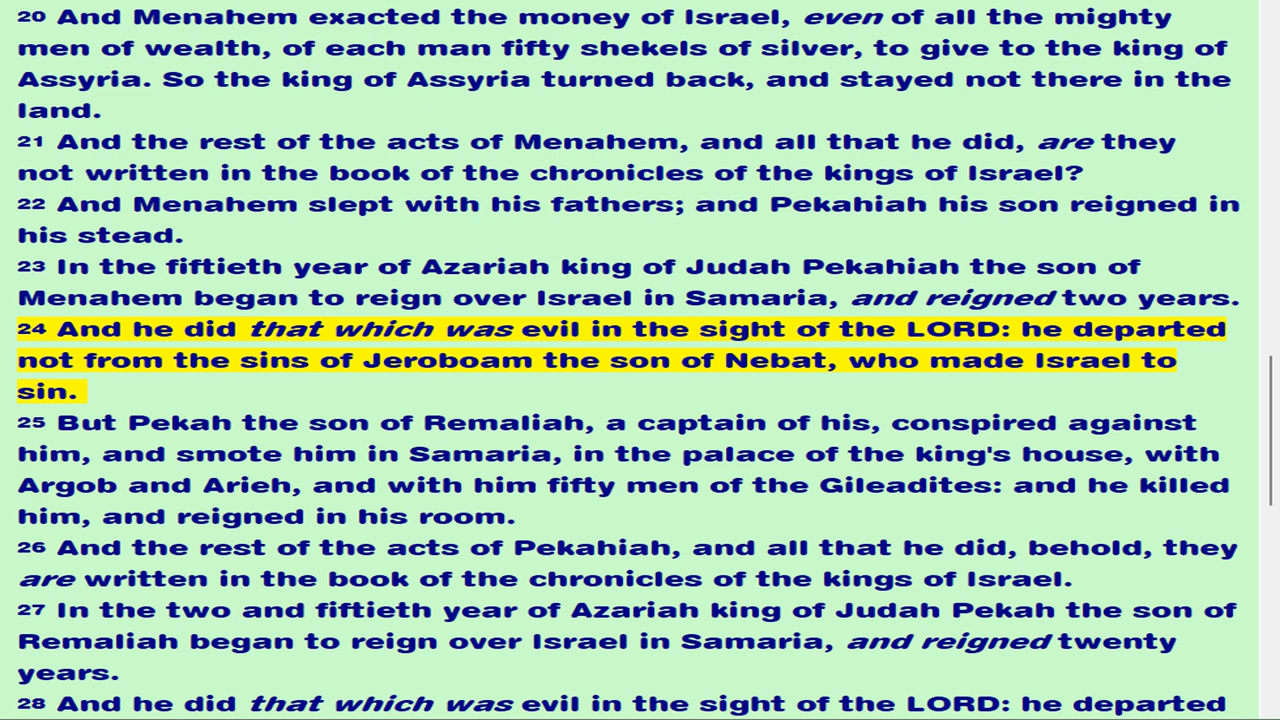 20 And Menahem exacted the money of Israel, even of all the mighty
men of wealth, of each man fifty shekels of silver, to give to the king of
Assyria. So the king of Assyria turned back, and stayed not there in the
land.
21 And the rest of the acts of Menahem, and all that he did, are they
not written in the book of the chronicles of the kings of Israel?
22 And Menahem slept with his fathers; and Pekahiah his son reigned in
his stead.
23 In the fiftieth year of Azariah king of Judah Pekahiah the son of
Menahem began to reign over Israel in Samaria, and reigned two years.
24 And he did that which was evil in the sight of the LORD: he departed
not from the sins of Jeroboam the son of Nebat, who made Israel to
sin.
25 But Pekah the son of Remaliah, a captain of his, conspired against
him, and smote him in Samaria, in the palace of the king's house, with
Argob and Arieh, and with him fifty men of the Gileadites: and he killed
him, and reigned in his room.
26 And the rest of the acts of Pekahiah, and all that he did, behold, they
are written in the book of the chronicles of the kings of Israel.
27 In the two and fiftieth year of Azariah king of Judah Pekah the son of
Remaliah began to reign over Israel in Samaria, and reigned twenty
years.
28 And he did that which was evil in the sight of the LORD: he departed